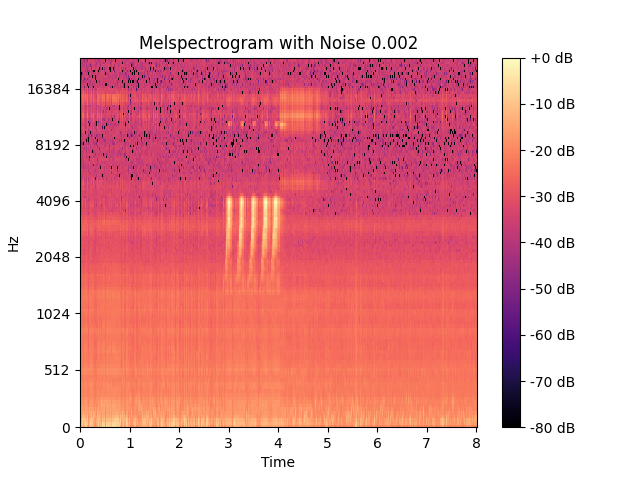 Melspectrogram with Noise 0.002
Hz
16384
8192
4096
2048
1024
512
0
0 1 2 3 4 5 6 7 8
Time
+0 dB
-10 dB
-20 dB
-30 dB
-40 dB
-50 dB
-60 dB
-70 dB
-80 dB